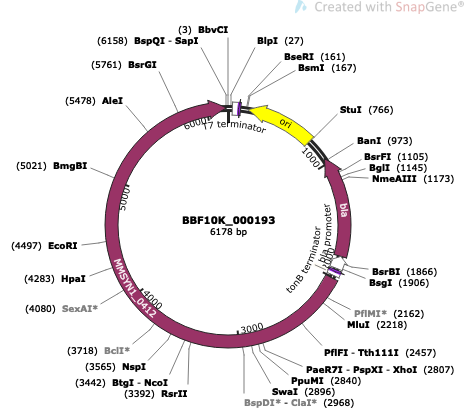 Created with SnapGene®
(3) BbvCI
(6158) BspQI - SapI
BlpI (27)
BseRI (161)
BsmI (167)
(5761) BsrGI
(5478) AleI
StuI (766)
6000
T7 terminator
ori
1000
BanI (973)
BsrFI (1105)
BglI (1145)
NmeAIII (1173)
(5021) BmgBI
5000
bla
BBF10K_000193
6178 bp
bla promoter
tonB terminator
(4497) EcoRI
(4283) HpaI
(4080) SexAI*
MMSYN1_0412
4000
BsrBI (1866)
BsgI (1906)
PflMI* (2162)
MluI (2218)
(3718) BclI*
(3565) NspI
(3442) BtgI - NcoI
(3392) RsrII
3000
PflFI - Tth111I (2457)
PaeR7I - PspXI - XhoI (2807)
PpuMI (2840)
SwaI (2896)
BspDI* - ClaI* (2968)